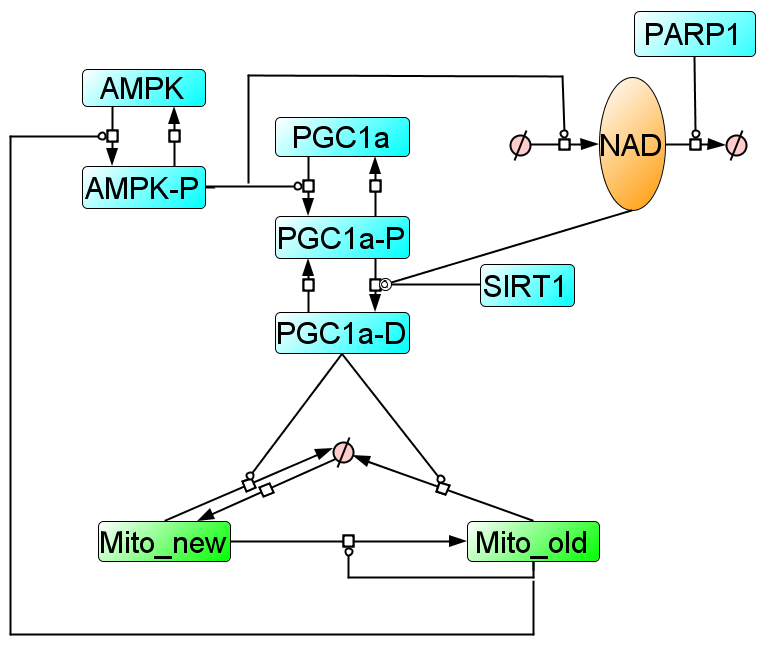 PARP1
AMPK
PGC1a
NAD
AMPK-P
PGC1a-P
SIRT1
PGC1a-D
Mito_new
Mito_old